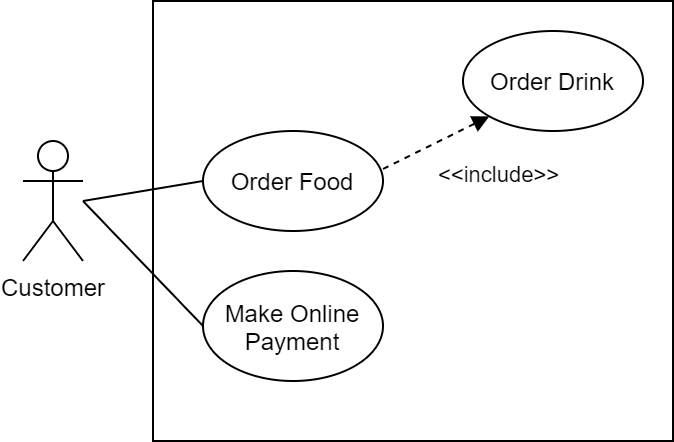 Order Drink
Order Food
<<include>>
Customer
Make Online
Payment